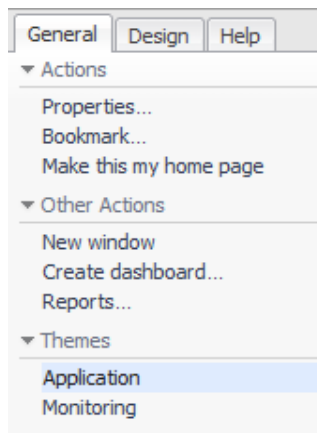 General Design Help
Actions
Properties...
Bookmark...
Make this my home page
Other Actions
New window
Create dashboard...
Reports...
Themes
Application
Monitoring